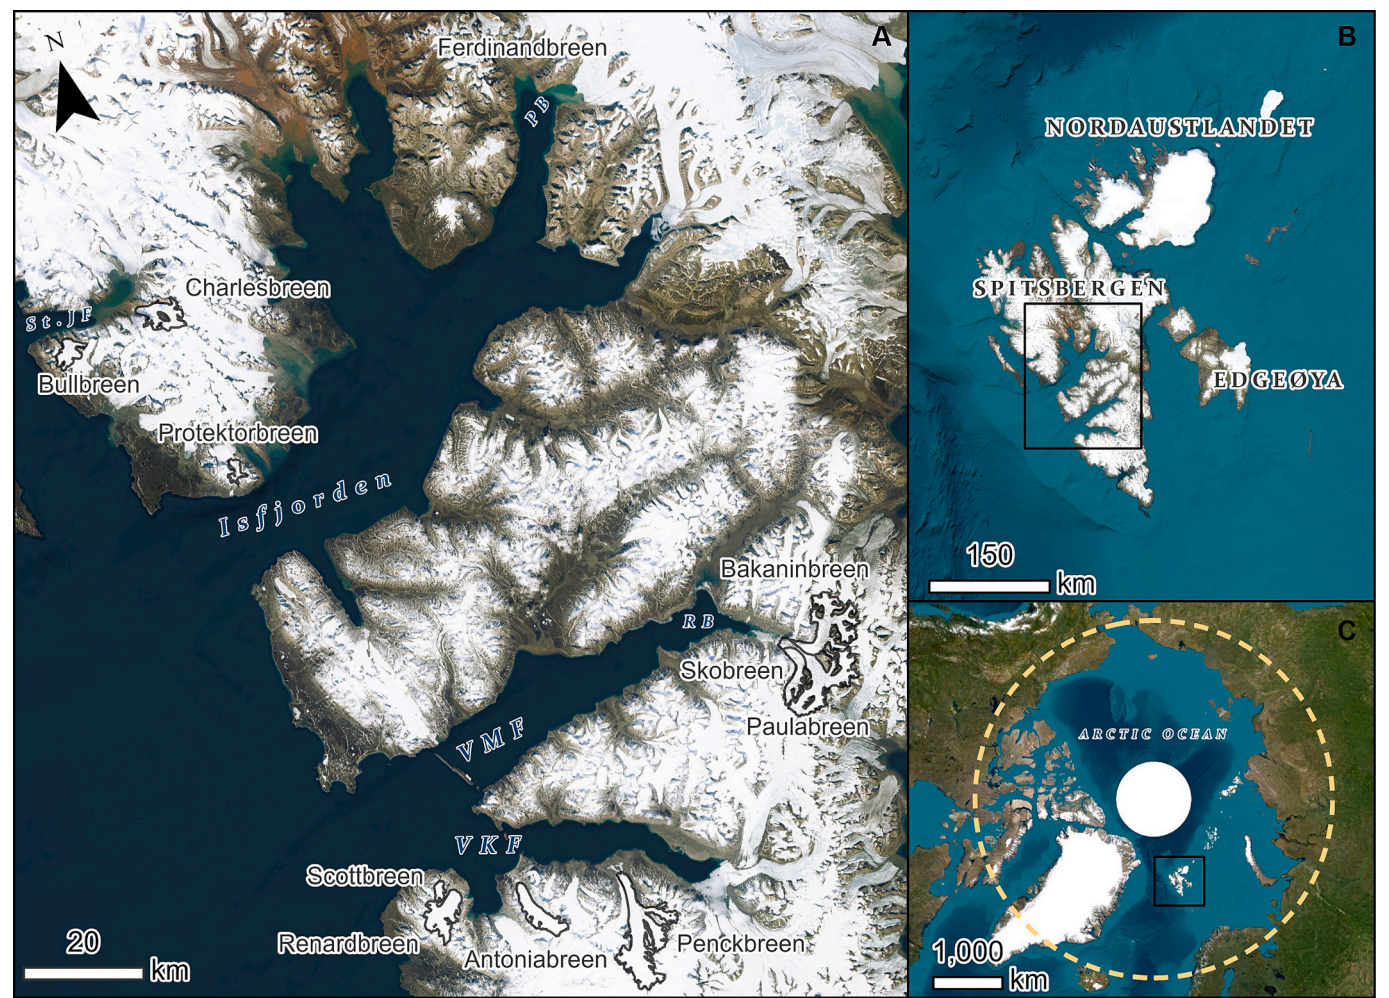 N
Ferdinandbreen
A
PB
Charlesbreen
St.JF
Bullbreen
Protektorbreen
Isfjorden
Bakaninbreen
RB
Skobreen
Paulabreen
VMF
VKF
Scottbreen
Renardbreen
Antoniabreen
Penckbreen
20
km
B
NORDAUSTLANDET
SPITSBERGEN
EDGEØYA
150
km
C
ARCTIC OCEAN
1,000
km